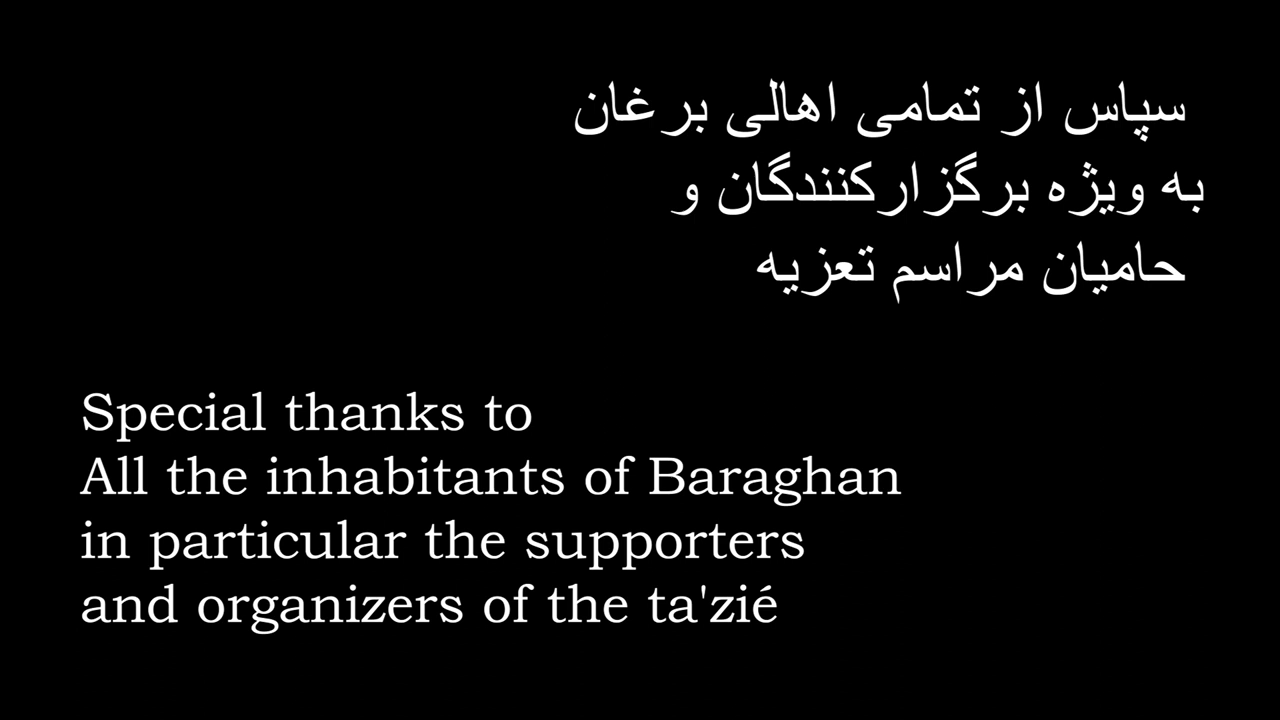 سپاس از تمامی اهالی برغان
به ویژه برگزارکنندگان و
حامیان مراسم تعزیه
Special thanks to
All the inhabitants of Baraghan
in particular the supporters
and organizers of the ta'zié